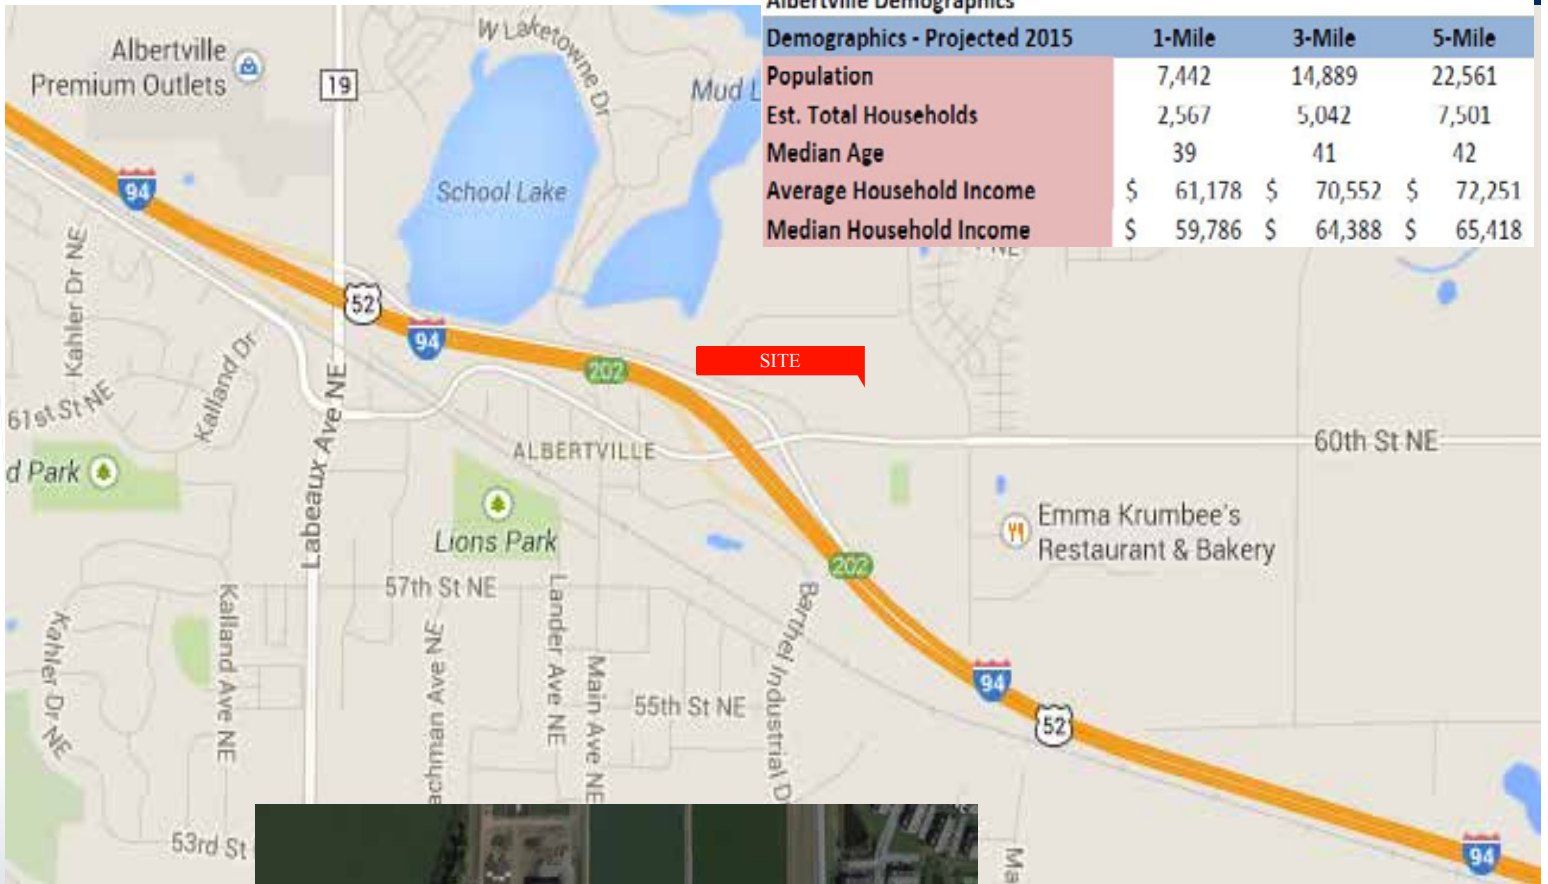 Albertville Demographics
Demographics - Projected 2015 1-Mile 3-Mile 5-Mile
Population 7,442 14,889 22,561
Est. Total Households 2,567 5,042 7,501
Median Age 39 41 42
Average Household Income $ 61,178 $ 70,552 $ 72,251
Median Household Income $ 59,786 $ 64,388 $ 65,418
Albertville
Premium Outlets
19
W Laketowne Dr
Mud L
School Lake
94
Kahler Dr NE
52
94
NE
202
SITE
Kalland Dr
61st St NE
Labeaux Ave NE
ALBERTVILLE
60th St NE
d Park
Lions Park
Emma Krumbee's
Restaurant & Bakery
202
57th St NE
Kalland Ave NE
Kahler Dr NE
achman Ave NE
Lander Ave NE
Main Ave NE
Barthel Industrial D
55th St NE
94
52
53rd St
Ma
94